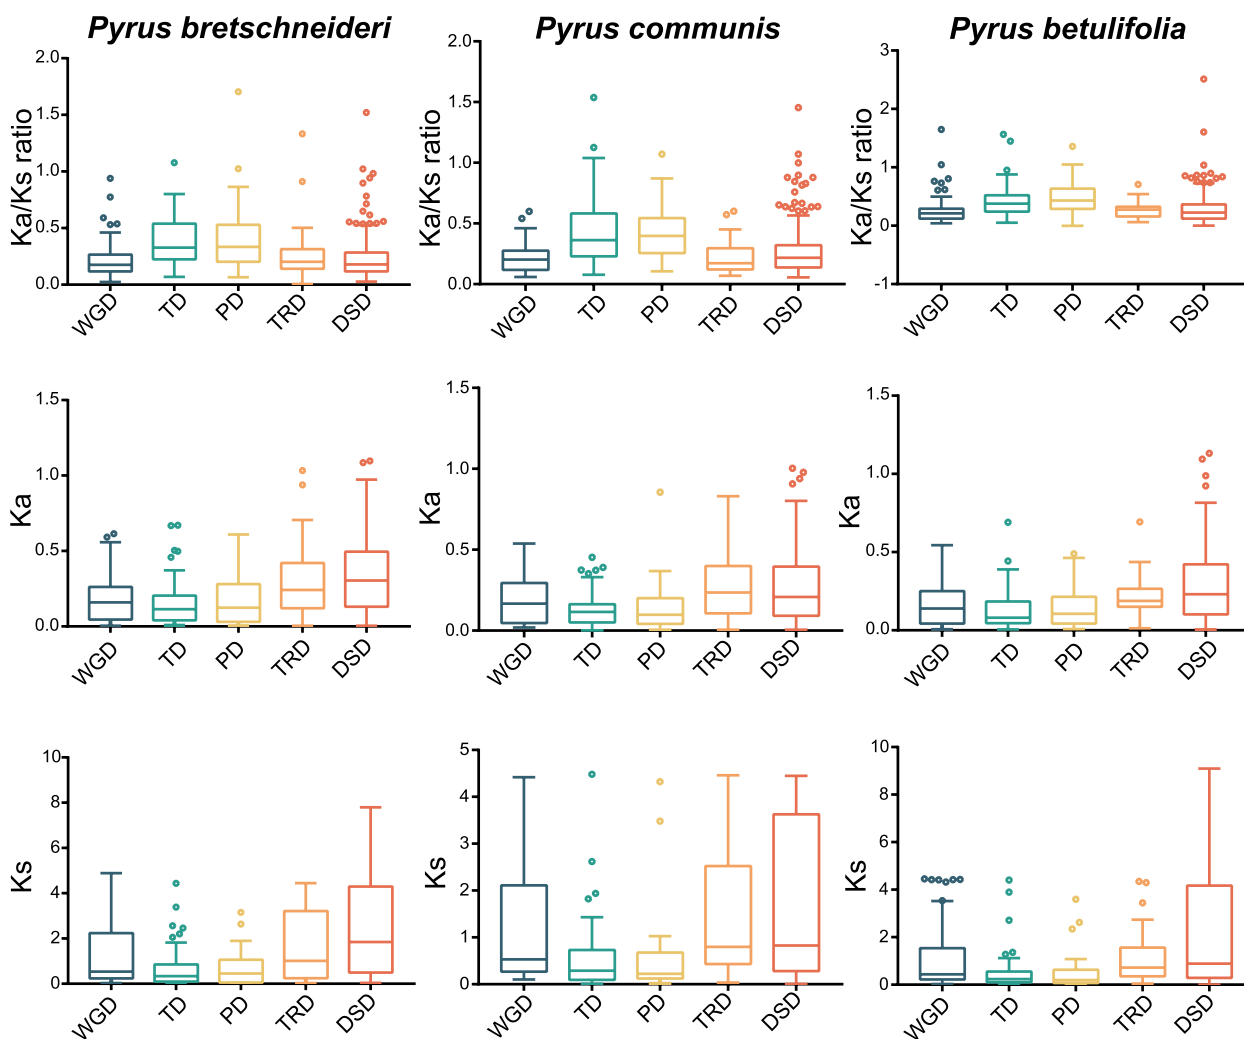 Pyrus bretschneideri
Pyrus communis
Pyrus betulifolia
Ka/Ks ratio
2.0
1.5
1.0
0.5
0.0
WGD
TD
PD
TRD
DSD
Ka/Ks ratio
2.0
1.5
1.0
0.5
0.0
WGD
TD
PD
TRD
DSD
Ka/Ks ratio
3
2
1
0
-1
WGD
TD
PD
TRD
DSD
Ka
1.5
1.0
0.5
0.0
WGD
TD
PD
TRD
DSD
Ka
1.5
1.0
0.5
0.0
WGD
TD
PD
TRD
DSD
Ka
1.5
1.0
0.5
0.0
WGD
TD
PD
TRD
DSD
Ks
10
8
6
4
2
0
WGD
TD
PD
TRD
DSD
Ks
5
4
3
2
1
0
WGD
TD
PD
TRD
DSD
Ks
10
8
6
4
2
0
WGD
TD
PD
TRD
DSD